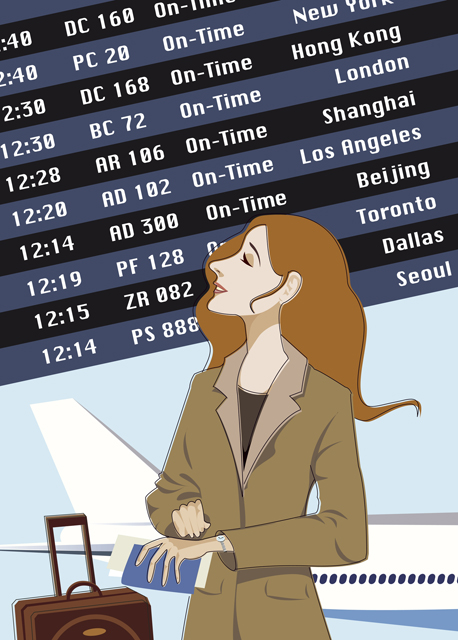 :40 DC 160 On-Time
2:40 PC 20 On-Time New York
2:30 DC 168 On-Time Hong Kong
12:30 BC 72 On-Time London
12:28 AR 106 On-Time Shanghai
12:20 AD 102 On-Time Los Angeles
12:14 AD 300 On-Time Beijing
12:19 PF 128 Toronto
12:15 ZR 082 Dallas
12:14 PS 888 Seoul